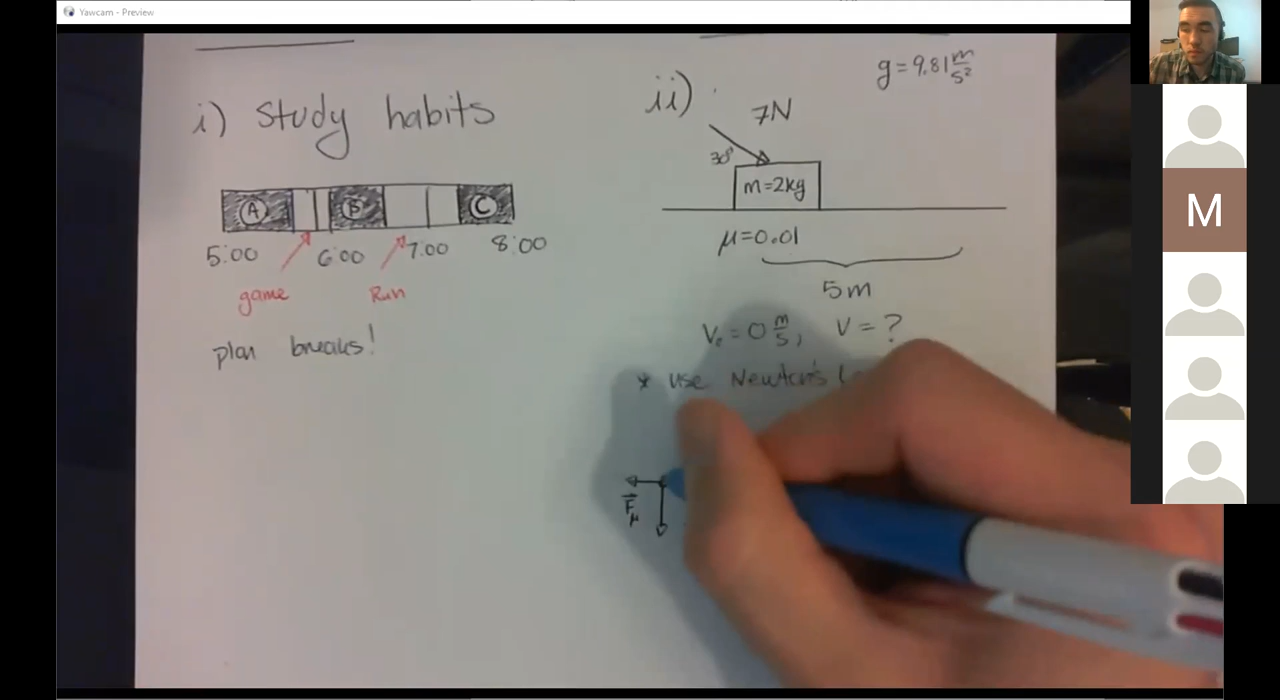 Yawcam - Preview
i) Study habits
A B C
5:00 6:00 7:00 8:00
game Run
plan breaks!
ii)
g = 9.81 m/s²
7N
30°
m=2kg
μ=0.01
5m
V₀ = 0 m/s, V = ?
* use Newton's
F⃗μ
M